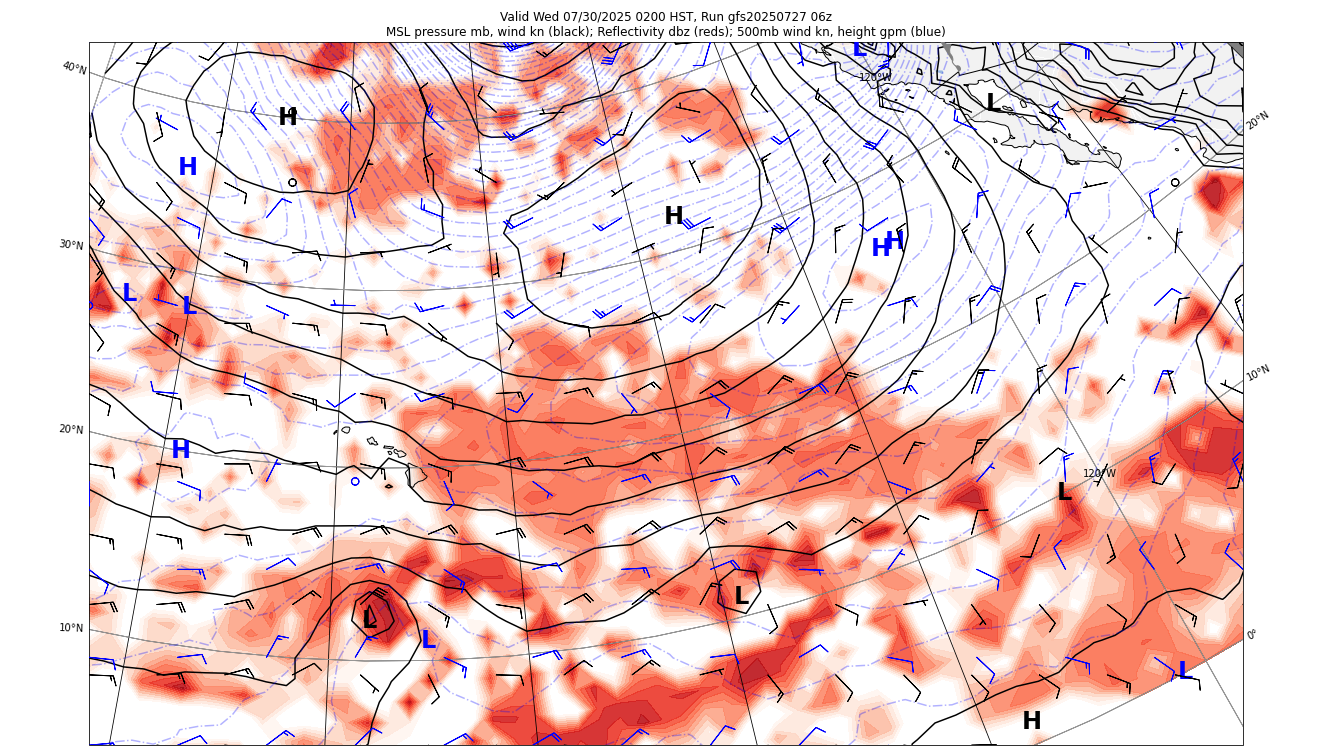 Valid Wed 07/30/2025 0200 HST, Run gfs20250727 06z
MSL pressure mb, wind kn (black); Reflectivity dbz (reds); 500mb wind kn, height gpm (blue)
L
40°N
120°W
L
H
20°N
H
H
H
H
30°N
L
L
10°N
20°N
H
120°W
L
L
10°N
L
0°
L
L
H